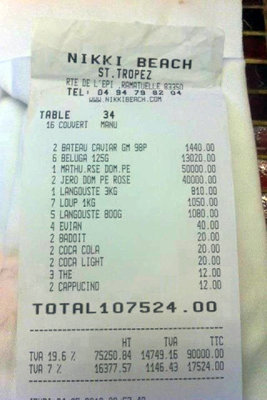 NIKKI BEACH
ST.TROPEZ
RTE DE L'EPI RAMATUELLE 83350
TEL: 04 94 79 82 04
WWW.NIKKIBEACH.COM
TABLE 34
16 COUVERT MANU
2 BATEAU CAVIAR GM 98P 1440.00
6 BELUGA 125G 13020.00
1 MATHU.RSE DOM.PE 50000.00
2 JERO DOM PE ROSE 40000.00
1 LANGOUSTE 3KG 810.00
7 LOUP 1KG 1050.00
5 LANGOUSTE 800G 1080.00
4 EVIAN 40.00
2 BADOIT 20.00
2 COCA COLA 20.00
2 COCA LIGHT 20.00
3 THE 12.00
2 CAPPUCINO 12.00
TOTAL107524.00
HT TVA TTC
TVA 19.6 % 75250.84 14749.16 90000.00
TVA 7 % 16377.57 1146.43 17524.00